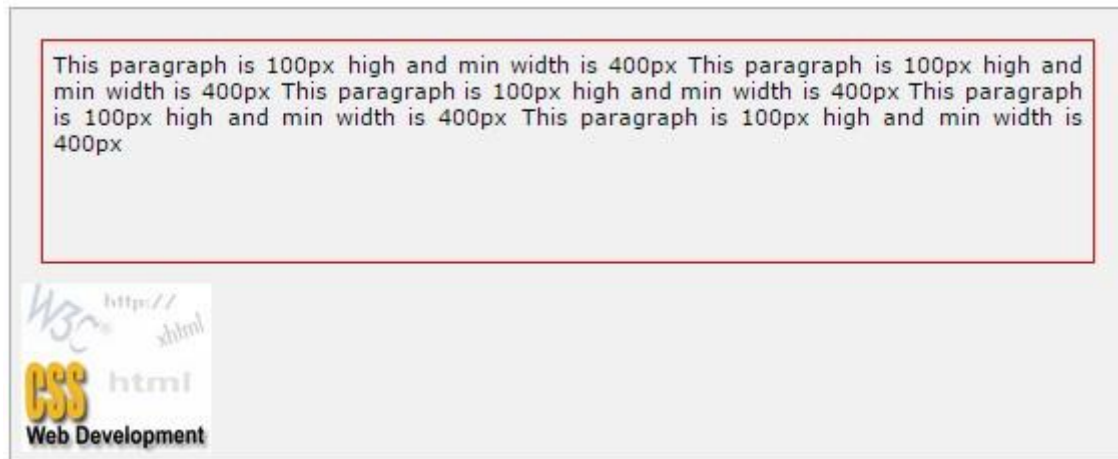 This paragraph is 100px high and min width is 400px This paragraph is 100px high and
min width is 400px This paragraph is 100px high and min width is 400px This paragraph
is 100px high and min width is 400px This paragraph is 100px high and min width is
400px
W3C®
http://
xhtml
CSS
html
Web Development